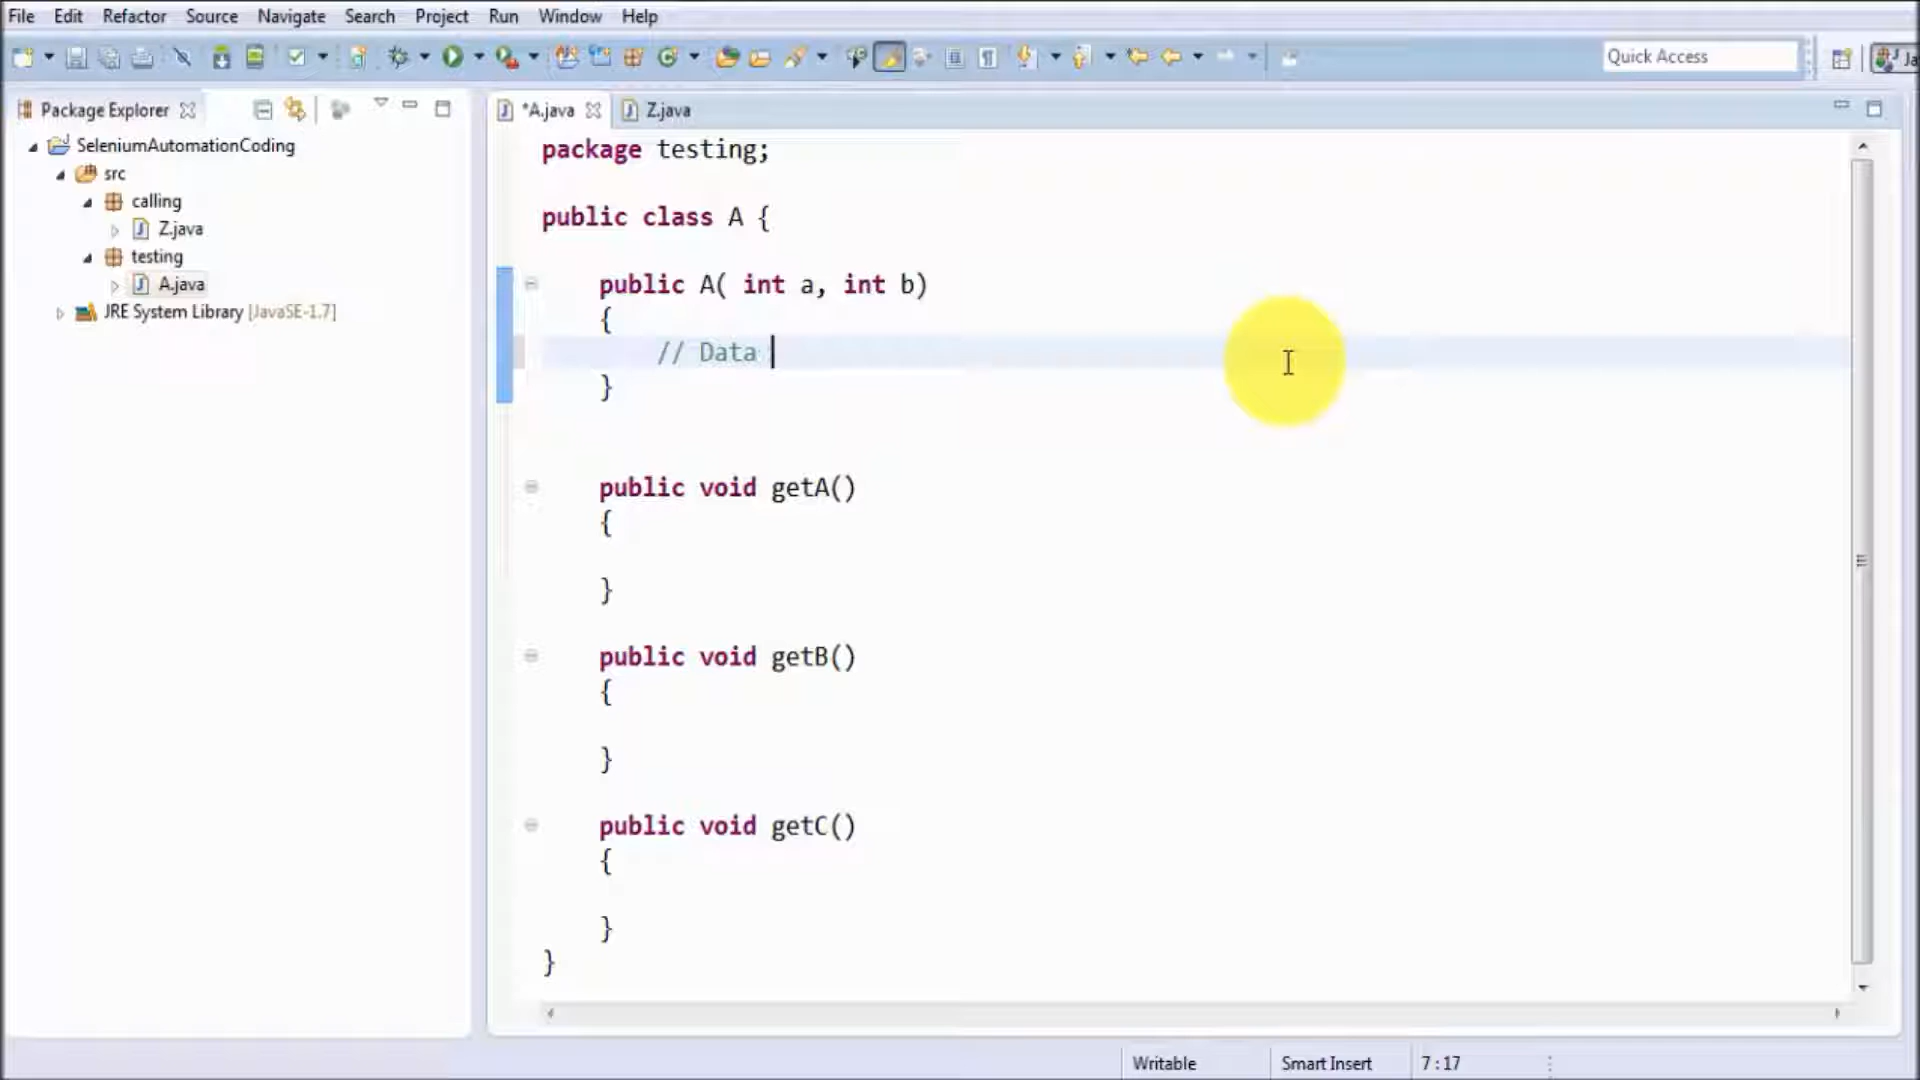 File Edit Refactor Source Navigate Search Project Run Window Help
Quick Access
Package Explorer
SeleniumAutomationCoding
src
calling
Z.java
testing
A.java
JRE System Library [JavaSE-1.7]
*A.java Z.java
package testing;
public class A {
public A( int a, int b)
{
// Data
}
public void getA()
{
}
public void getB()
{
}
public void getC()
{
}
}
Writable Smart Insert 7 : 17